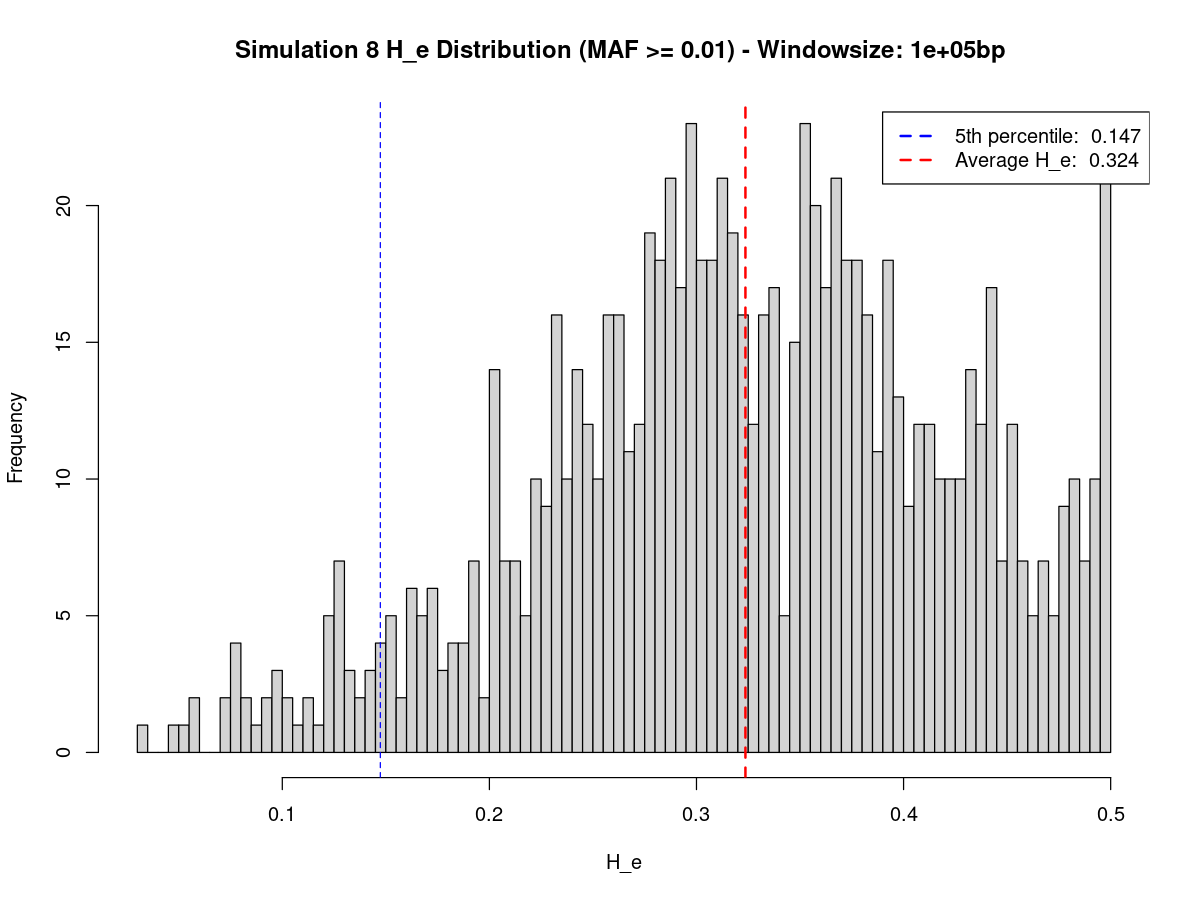 Simulation 8 H_e Distribution (MAF >= 0.01) - Windowsize: 1e+05bp
5th percentile:  0.147
Average H_e:  0.324
Frequency
20
15
10
5
0
0.1 0.2 0.3 0.4 0.5
H_e